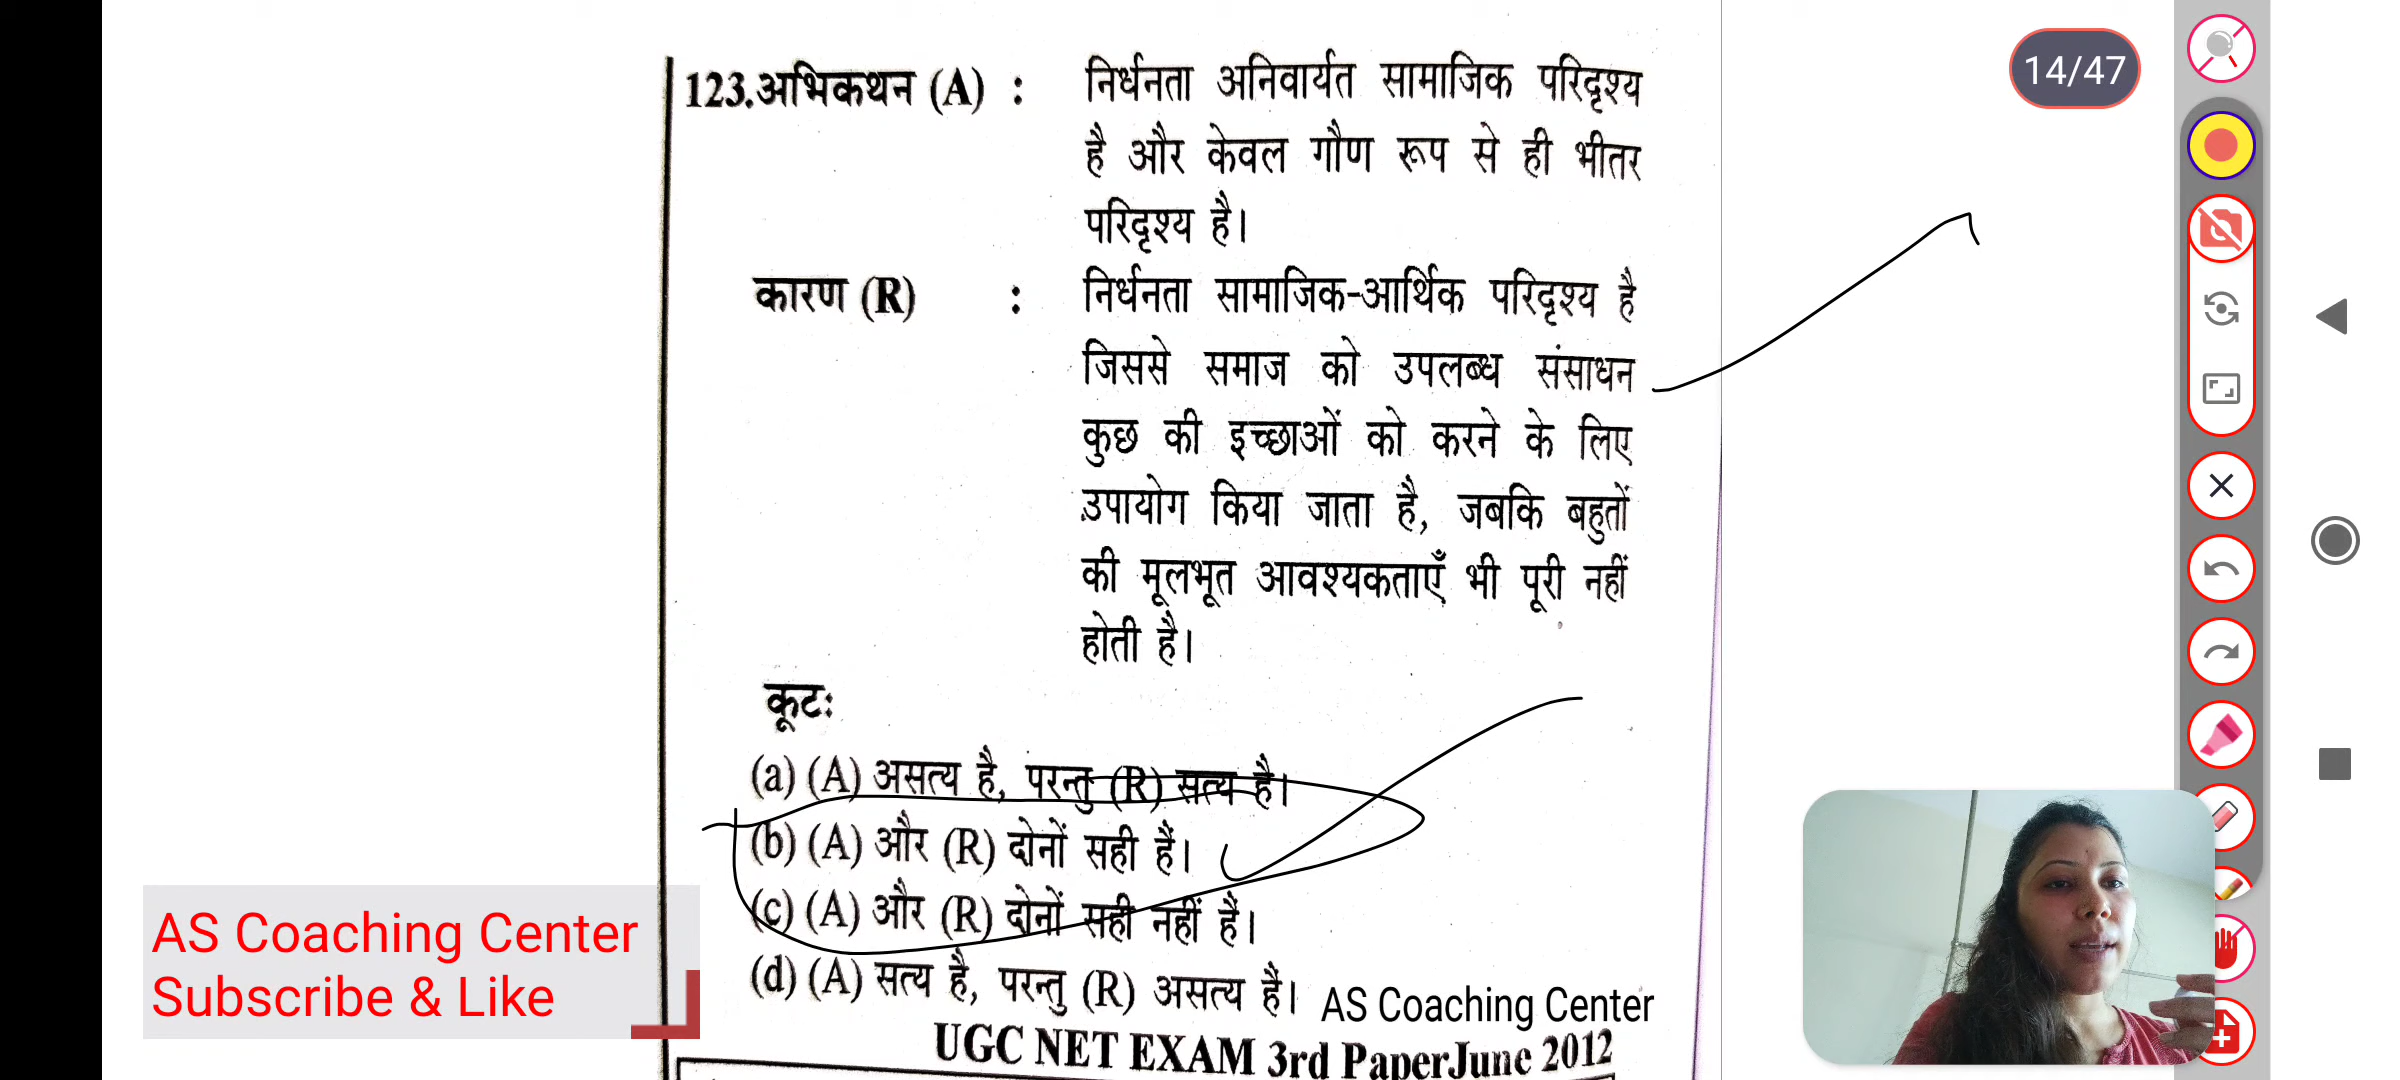 14/47
123.अभिकथन (A) : निर्धनता अनिवार्यत सामाजिक परिदृश्य
है और केवल गौण रूप से ही भीतर
परिदृश्य है।
कारण (R) : निर्धनता सामाजिक-आर्थिक परिदृश्य है
जिससे समाज को उपलब्ध संसाधन
कुछ की इच्छाओं को करने के लिए
उपायोग किया जाता है, जबकि बहुतों
की मूलभूत आवश्यकताएँ भी पूरी नहीं
होती है।
कूटः
(a) (A) असत्य है, परन्तु (R) सत्य है।
(b) (A) और (R) दोनों सही हैं।
(c) (A) और (R) दोनों सही नहीं हैं।
(d) (A) सत्य है, परन्तु (R) असत्य है।
AS Coaching Center
UGC NET EXAM 3rd PaperJune 2012
AS Coaching Center
Subscribe & Like